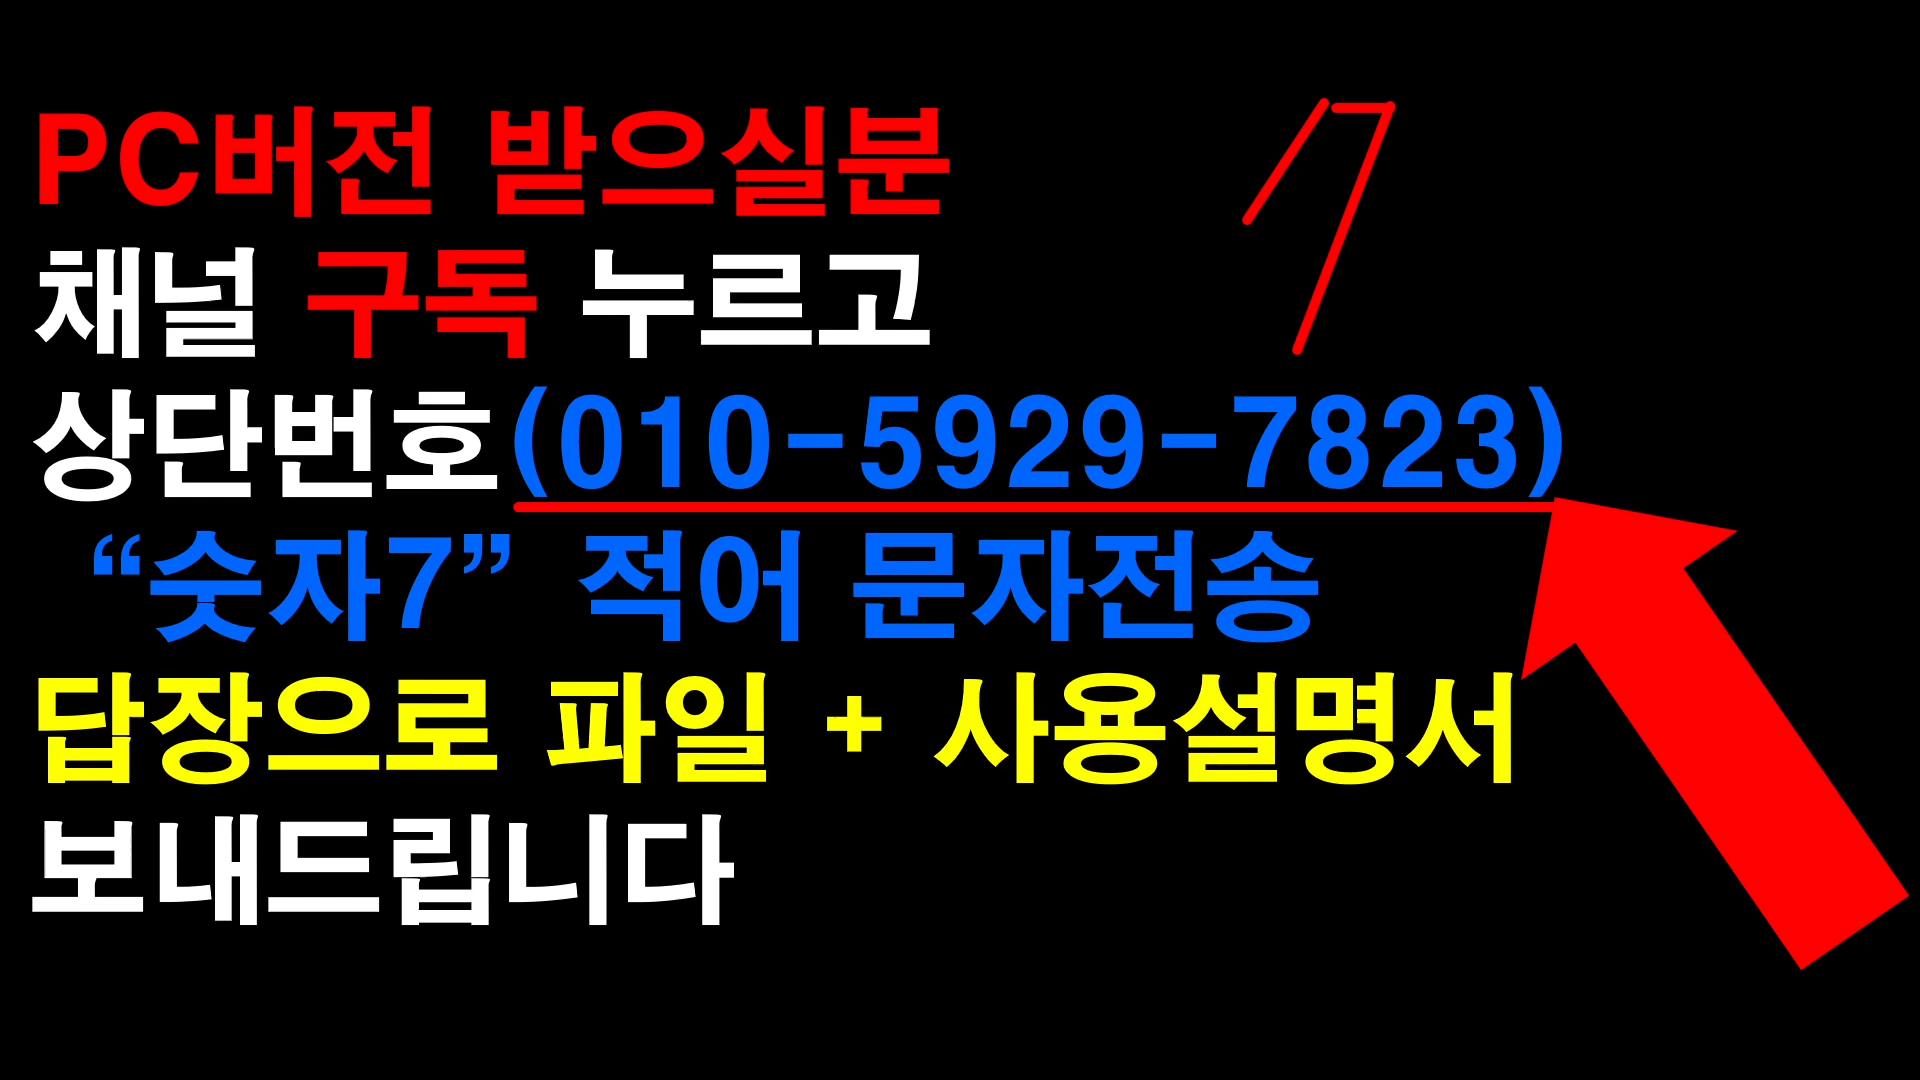 PC버전 받으실분
채널 구독 누르고
상단번호(010-5929-7823)
“숫자7” 적어 문자전송
답장으로 파일 + 사용설명서
보내드립니다
7